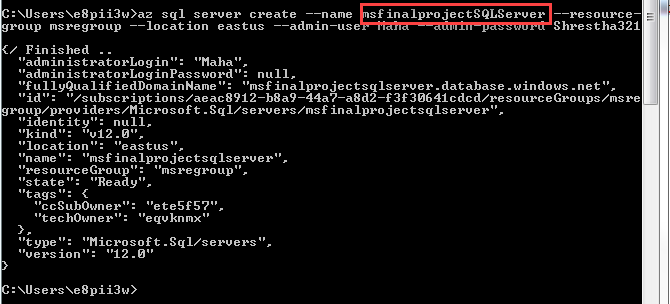 C:\Users\e8pii3w>az sql server create --name msfinalprojectSQLServer --resource-
group msregroup --location eastus --admin-user Maha --admin-password Shrestha321
{/ Finished ..
  "administratorLogin": "Maha",
  "administratorLoginPassword": null,
  "fullyQualifiedDomainName": "msfinalprojectsqlserver.database.windows.net",
  "id": "/subscriptions/aeac8912-b8a9-44a7-a8d2-f3f30641cdcd/resourceGroups/msre
group/providers/Microsoft.Sql/servers/msfinalprojectsqlserver",
  "identity": null,
  "kind": "v12.0",
  "location": "eastus",
  "name": "msfinalprojectsqlserver",
  "resourceGroup": "msregroup",
  "state": "Ready",
  "tags": {
    "ccSubOwner": "ete5f57",
    "techOwner": "eqvknmx"
  },
  "type": "Microsoft.Sql/servers",
  "version": "12.0"
}
C:\Users\e8pii3w>